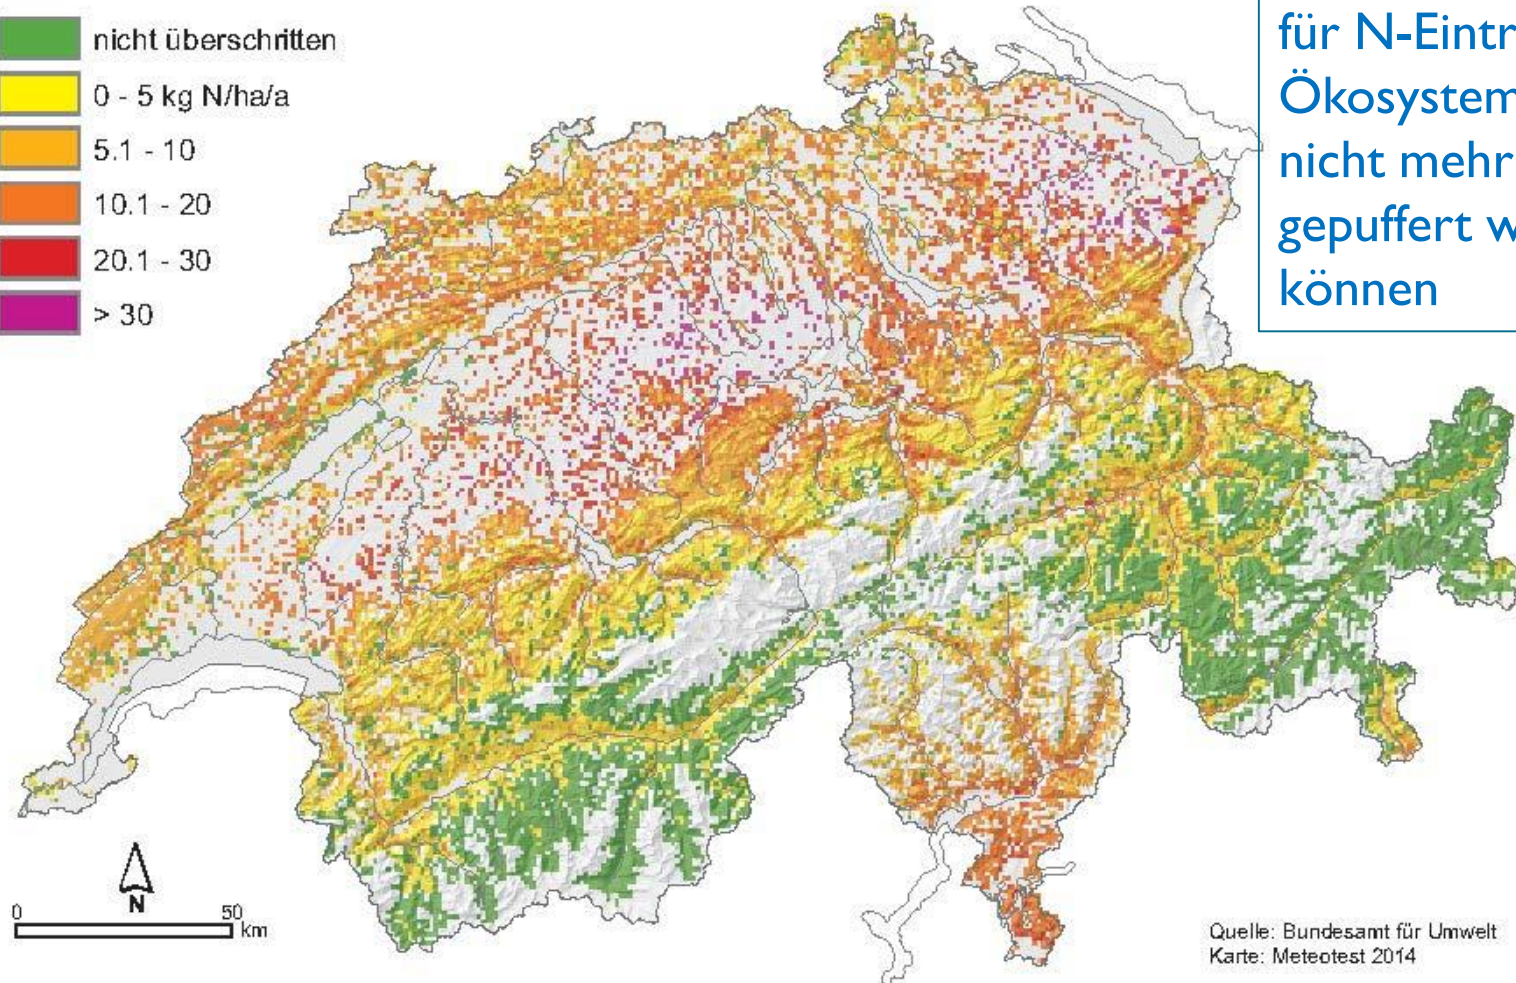 nicht überschritten
0 - 5 kg N/ha/a
5.1 - 10
10.1 - 20
20.1 - 30
> 30
für N-Eintr
Ökosystem
nicht mehr
gepuffert w
können
N
0 50 km
Quelle: Bundesamt für Umwelt
Karte: Meteotest 2014